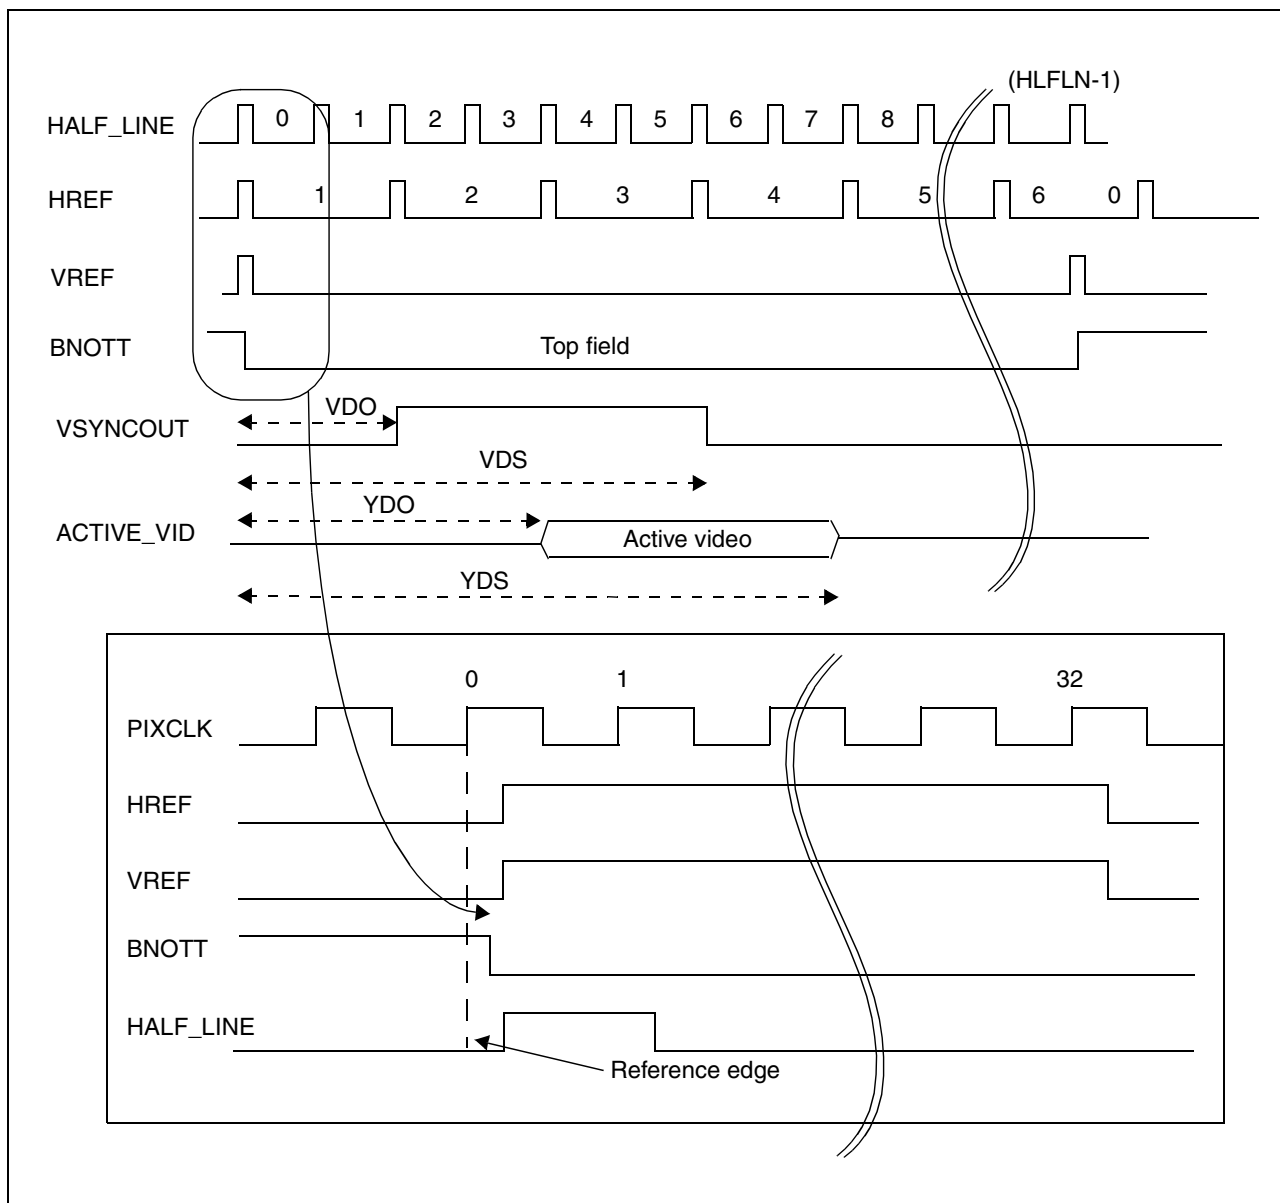 (HLFLN-1)
HALF_LINE 0 1 2 3 4 5 6 7 8
HREF 1 2 3 4 5 6 0
VREF
BNOTT Top field
VDO
VSYNCOUT
VDS
YDO
ACTIVE_VID Active video
YDS
0 1 32
PIXCLK
HREF
VREF
BNOTT
HALF_LINE
Reference edge